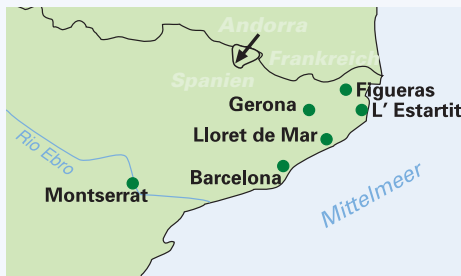 Andorra
Frankreich
Spanien
Figueras
Gerona
L' Estartit
Lloret de Mar
Rio Ebro
Barcelona
Montserrat
Mittelmeer